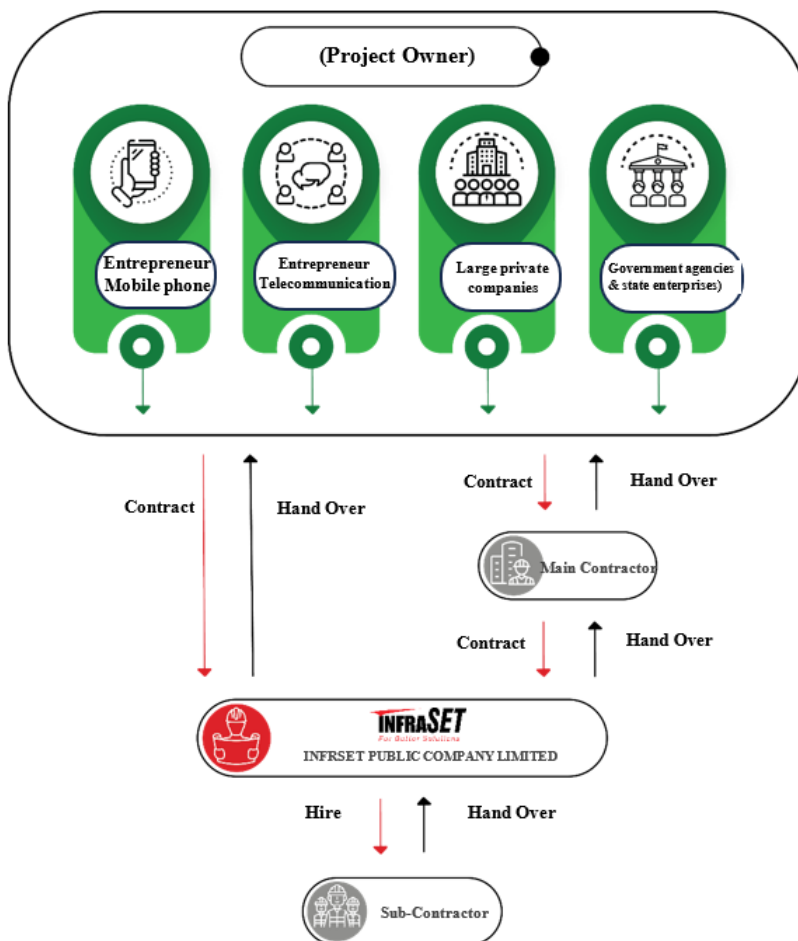 (Project Owner)
Entrepreneur
Mobile phone
Entrepreneur
Telecommunication
Large private
companies
Government agencies
& state enterprises)
Contract
Hand Over
Contract
Hand Over
Main Contractor
Contract
Hand Over
INFRASET
For Better Solutions
INFRSET PUBLIC COMPANY LIMITED
Hire
Hand Over
Sub-Contractor